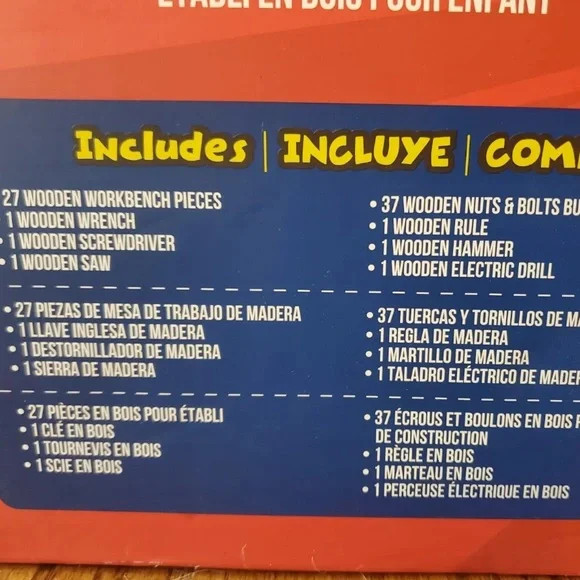 ÉTABLI EN BOIS POUR ENFANT
Includes | INCLUYE |
27 WOODEN WORKBENCH PIECES
• 1 WOODEN WRENCH
• 1 WOODEN SCREWDRIVER
• 1 WOODEN SAW
• 37 WOODEN NUTS & BOLTS
• 1 WOODEN RULE
• 1 WOODEN HAMMER
• 1 WOODEN ELECTRIC DRILL
• 27 PIEZAS DE MESA DE TRABAJO DE MADERA
• 1 LLAVE INGLESA DE MADERA
• 1 DESTORNILLADOR DE MADERA
• 1 SIERRA DE MADERA
• 37 TUERCAS Y TORNILLOS DE
• 1 REGLA DE MADERA
• 1 MARTILLO DE MADERA
• 1 TALADRO ELÉCTRICO DE
• 27 PIÈCES EN BOIS POUR ÉTABLI
• 1 CLÉ EN BOIS
• 1 TOURNEVIS EN BOIS
• 1 SCIE EN BOIS
• 37 ÉCROUS ET BOULONS EN BOIS
DE CONSTRUCTION
• 1 RÈGLE EN BOIS
• 1 MARTEAU EN BOIS
• 1 PERCEUSE ÉLECTRIQUE EN BOIS